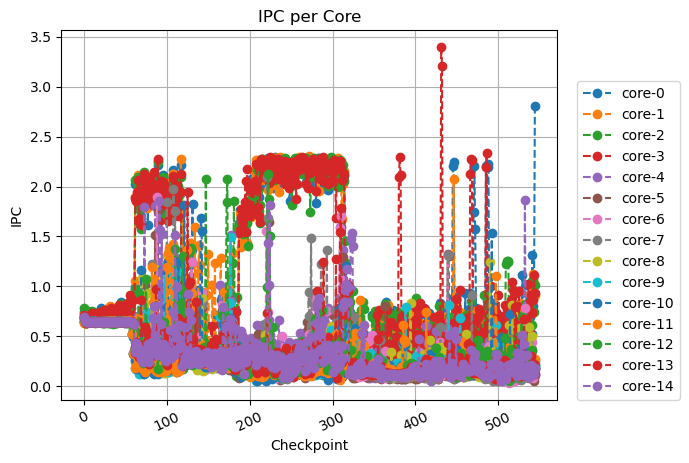 IPC per Core
3.5
3.0
2.5
2.0
1.5
1.0
0.5
0.0
IPC
0
100
200
300
400
500
Checkpoint
core-0
core-1
core-2
core-3
core-4
core-5
core-6
core-7
core-8
core-9
core-10
core-11
core-12
core-13
core-14